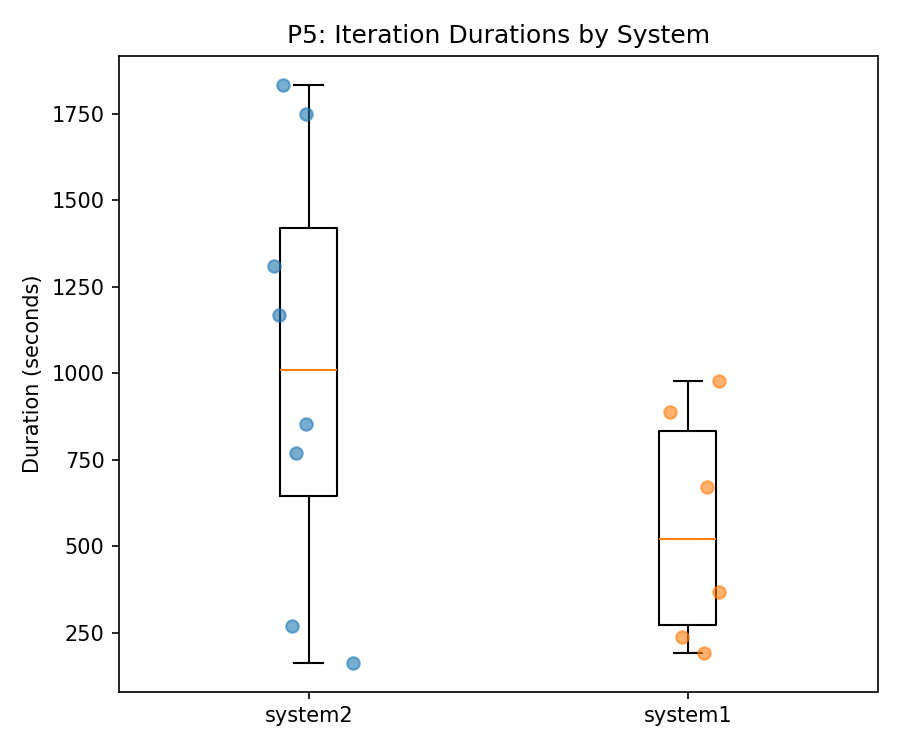 P5: Iteration Durations by System
Duration (seconds)
1750
1500
1250
1000
750
500
250
system2
system1